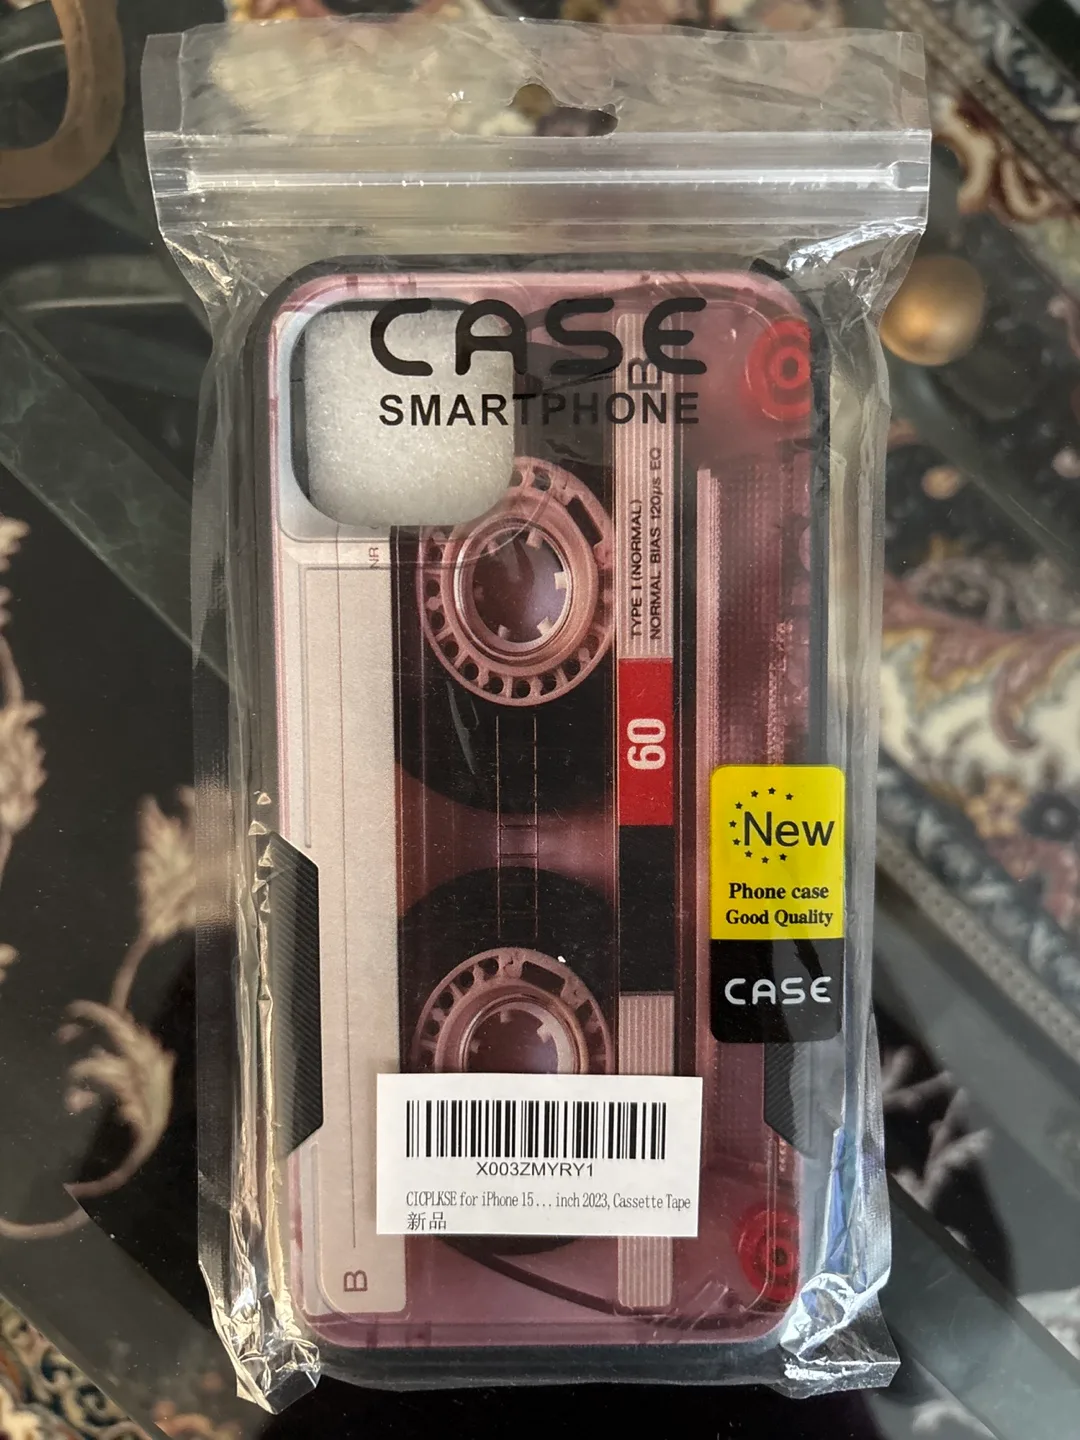 CASE
SMARTPHONE
B
TYPE I (NORMAL)
NORMAL BIAS 120µs EQ
NR
60
New
Phone case
Good Quality
CASE
X003ZMYRY1
CICPLKSE for iPhone 15... inch 2023, Cassette Tape
新品
B